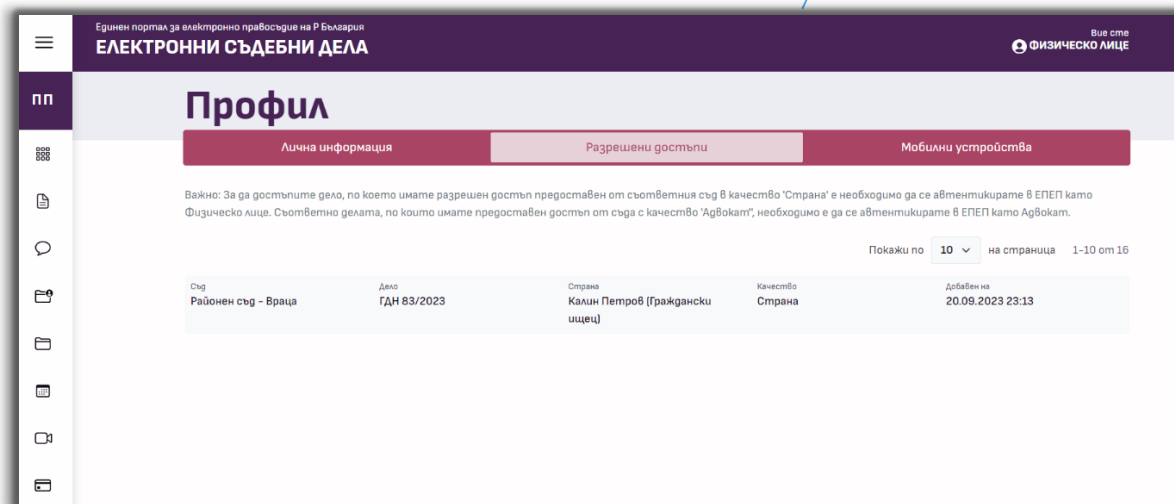 Единен портал за електронно правосъдие на Р България
ЕЛЕКТРОННИ СЪДЕБНИ ДЕЛА
Вие сте
ФИЗИЧЕСКО ЛИЦЕ
ПП
Профил
Лична информация
Разрешени достъпи
Мобилни устройства
Важно: За да достъпите дело, по което имате разрешен достъп предоставен от съответния съд в качество 'Страна' е необходимо да се автентикирате в ЕПЕП като
Физическо лице. Съответно делата, по които имате предоставен достъп от съда с качество 'Адвокат", необходимо е да се автентикирате в ЕПЕП като Адвокат.
Покажи по 10 на страница 1-10 от 16
Съд
Районен съд - Враца
Дело
ГДН 83/2023
Страна
Калин Петров (Граждански
ищец)
Качество
Страна
Добавен на
20.09.2023 23:13